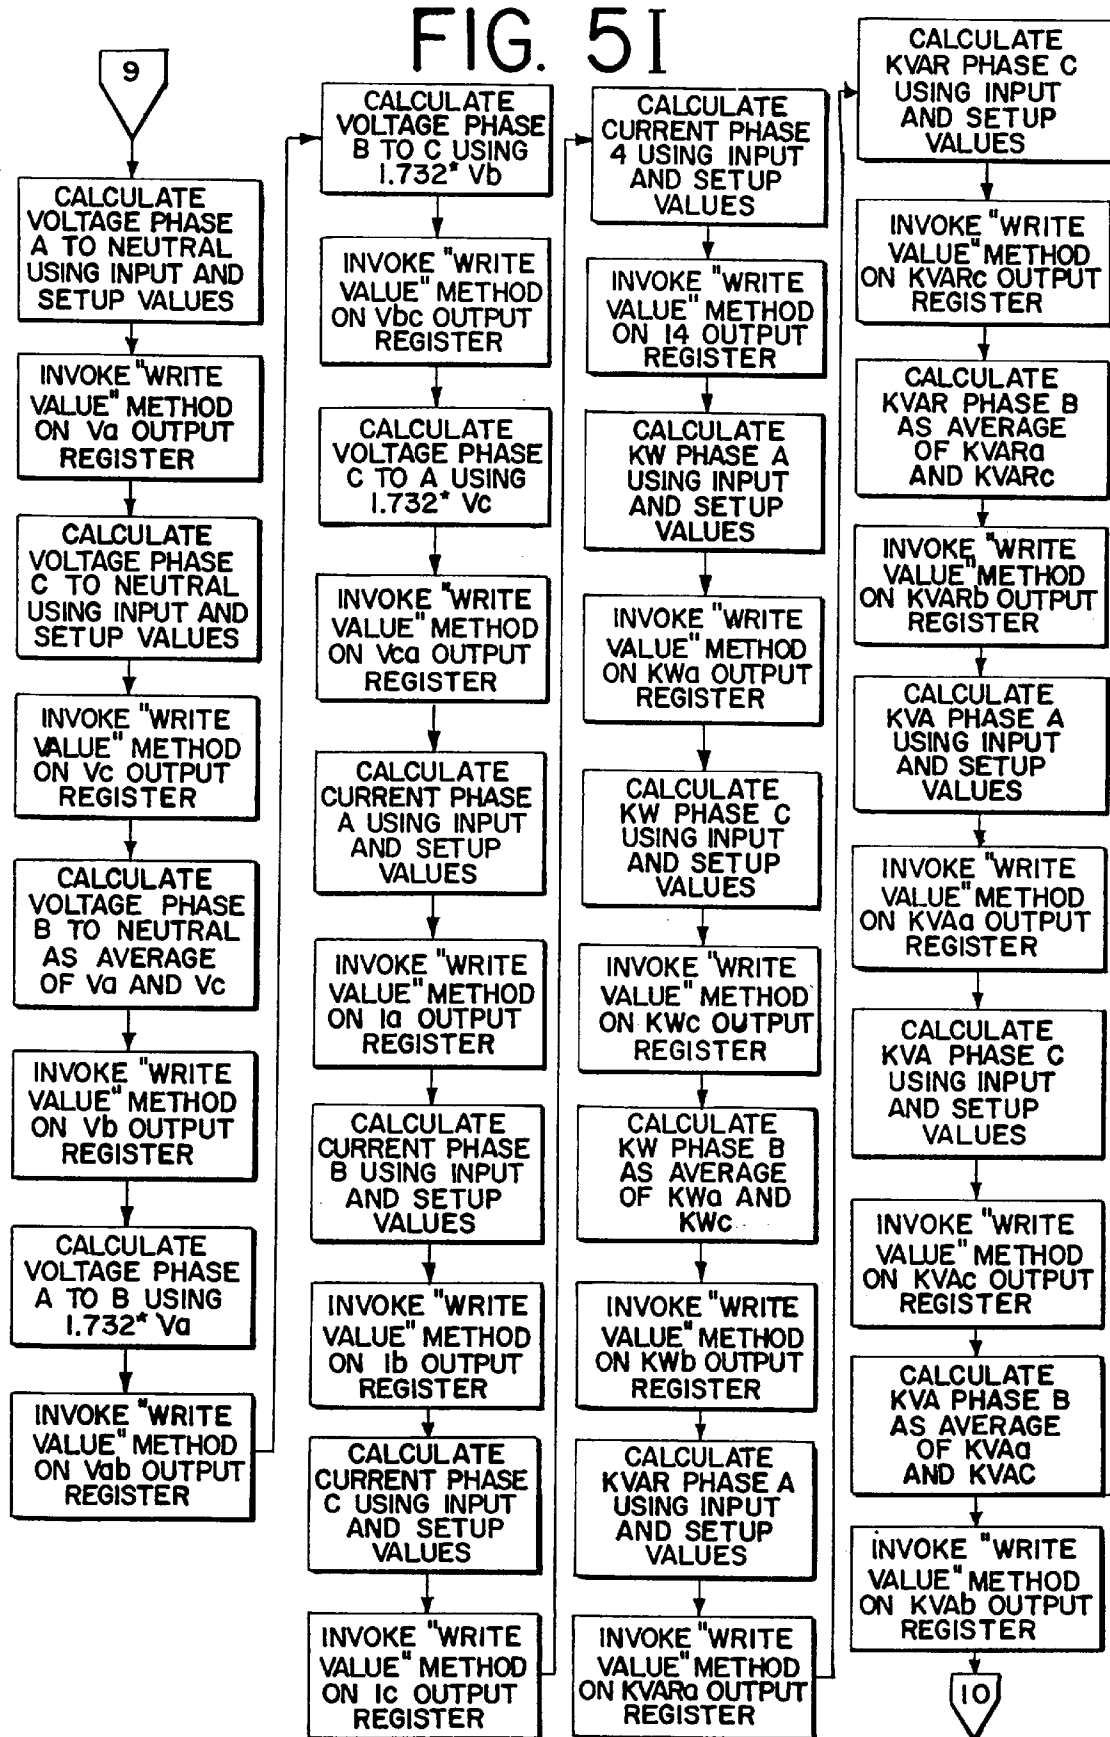 FIG. 5I
9
CALCULATE
VOLTAGE PHASE
A TO NEUTRAL
USING INPUT AND
SETUP VALUES
INVOKE "WRITE
VALUE" METHOD
ON Va OUTPUT
REGISTER
CALCULATE
VOLTAGE PHASE
C TO NEUTRAL
USING INPUT AND
SETUP VALUES
INVOKE "WRITE
VALUE" METHOD
ON Vc OUTPUT
REGISTER
CALCULATE
VOLTAGE PHASE
B TO NEUTRAL
AS AVERAGE
OF Va AND Vc
INVOKE "WRITE
VALUE" METHOD
ON Vb OUTPUT
REGISTER
CALCULATE
VOLTAGE PHASE
A TO B USING
1.732* Va
INVOKE "WRITE
VALUE" METHOD
ON Vab OUTPUT
REGISTER
CALCULATE
VOLTAGE PHASE
B TO C USING
1.732* Vb
INVOKE "WRITE
VALUE" METHOD
ON Vbc OUTPUT
REGISTER
CALCULATE
VOLTAGE PHASE
C TO A USING
1.732* Vc
INVOKE "WRITE
VALUE" METHOD
ON Vca OUTPUT
REGISTER
CALCULATE
CURRENT PHASE
A USING INPUT
AND SETUP
VALUES
INVOKE "WRITE
VALUE" METHOD
ON Ia OUTPUT
REGISTER
CALCULATE
CURRENT PHASE
B USING INPUT
AND SETUP
VALUES
INVOKE "WRITE
VALUE" METHOD
ON Ib OUTPUT
REGISTER
CALCULATE
CURRENT PHASE
C USING INPUT
AND SETUP
VALUES
INVOKE "WRITE
VALUE" METHOD
ON Ic OUTPUT
REGISTER
CALCULATE
CURRENT PHASE
4 USING INPUT
AND SETUP
VALUES
INVOKE "WRITE
VALUE" METHOD
ON I4 OUTPUT
REGISTER
CALCULATE
KW PHASE A
USING INPUT
AND SETUP
VALUES
INVOKE "WRITE
VALUE" METHOD
ON KWa OUTPUT
REGISTER
CALCULATE
KW PHASE C
USING INPUT
AND SETUP
VALUES
INVOKE "WRITE
VALUE" METHOD
ON KWc OUTPUT
REGISTER
CALCULATE
KW PHASE B
AS AVERAGE
OF KWa AND
KWc
INVOKE "WRITE
VALUE" METHOD
ON KWb OUTPUT
REGISTER
CALCULATE
KVAR PHASE A
USING INPUT
AND SETUP
VALUES
INVOKE "WRITE
VALUE" METHOD
ON KVARa OUTPUT
REGISTER
CALCULATE
KVAR PHASE C
USING INPUT
AND SETUP
VALUES
INVOKE "WRITE
VALUE" METHOD
ON KVARc OUTPUT
REGISTER
CALCULATE
KVAR PHASE B
AS AVERAGE
OF KVARa
AND KVARc
INVOKE "WRITE
VALUE" METHOD
ON KVARb OUTPUT
REGISTER
CALCULATE
KVA PHASE A
USING INPUT
AND SETUP
VALUES
INVOKE "WRITE
VALUE" METHOD
ON KVAa OUTPUT
REGISTER
CALCULATE
KVA PHASE C
USING INPUT
AND SETUP
VALUES
INVOKE "WRITE
VALUE" METHOD
ON KVAc OUTPUT
REGISTER
CALCULATE
KVA PHASE B
AS AVERAGE
OF KVAa
AND KVAC
INVOKE "WRITE
VALUE" METHOD
ON KVAb OUTPUT
REGISTER
10